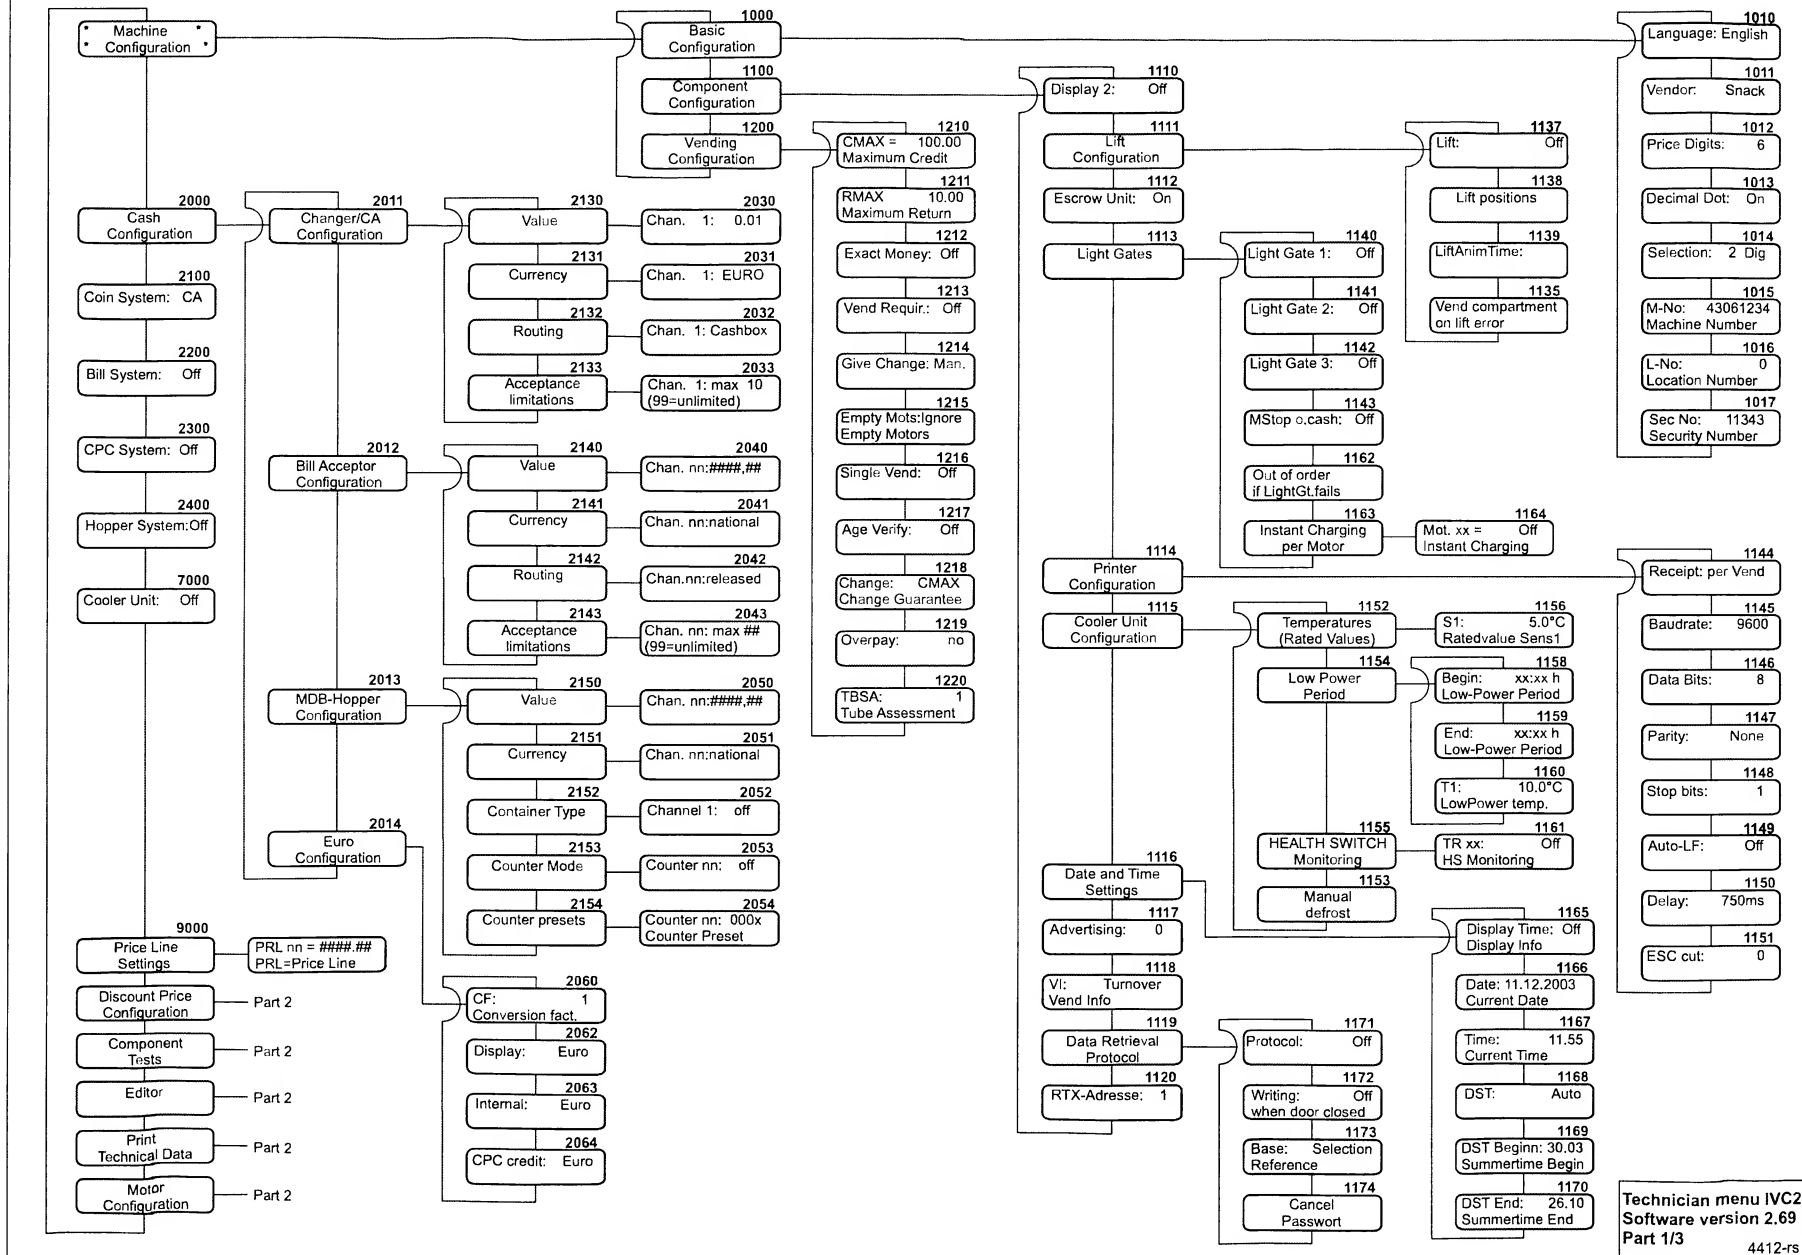 * Machine *
* Configuration *
2000
Cash
Configuration
2100
Coin System: CA
2200
Bill System: Off
2300
CPC System: Off
2400
Hopper System:Off
7000
Cooler Unit: Off
9000
Price Line
Settings
PRL nn = ####.##
PRL=Price Line
Discount Price
Configuration
Part 2
Component
Tests
Part 2
Editor
Part 2
Print
Technical Data
Part 2
Motor
Configuration
Part 2
2011
Changer/CA
Configuration
2012
Bill Acceptor
Configuration
2013
MDB-Hopper
Configuration
2014
Euro
Configuration
2130
Value
2030
Chan. 1: 0.01
2131
Currency
2031
Chan. 1: EURO
2132
Routing
2032
Chan. 1: Cashbox
2133
Acceptance
limitations
2033
Chan. 1: max 10
(99=unlimited)
2140
Value
2040
Chan. nn:####,##
2141
Currency
2041
Chan. nn:national
2142
Routing
2042
Chan.nn:released
2143
Acceptance
limitations
2043
Chan. nn: max ##
(99=unlimited)
2150
Value
2050
Chan. nn:####,##
2151
Currency
2051
Chan. nn:national
2152
Container Type
2052
Channel 1: off
2153
Counter Mode
2053
Counter nn: off
2154
Counter presets
2054
Counter nn: 000x
Counter Preset
2060
CF: 1
Conversion fact.
2062
Display: Euro
2063
Internal: Euro
2064
CPC credit: Euro
1000
Basic
Configuration
1100
Component
Configuration
1200
Vending
Configuration
1210
CMAX = 100.00
Maximum Credit
1211
RMAX 10.00
Maximum Return
1212
Exact Money: Off
1213
Vend Requir.: Off
1214
Give Change: Man.
1215
Empty Mots:Ignore
Empty Motors
1216
Single Vend: Off
1217
Age Verify: Off
1218
Change: CMAX
Change Guarantee
1219
Overpay: no
1220
TBSA: 1
Tube Assessment
1110
Display 2: Off
1111
Lift
Configuration
1112
Escrow Unit: On
1113
Light Gates
1114
Printer
Configuration
1115
Cooler Unit
Configuration
1116
Date and Time
Settings
1117
Advertising: 0
1118
VI: Turnover
Vend Info
1119
Data Retrieval
Protocol
1120
RTX-Adresse: 1
1140
Light Gate 1: Off
1141
Light Gate 2: Off
1142
Light Gate 3: Off
1143
MStop o.cash: Off
1162
Out of order
if LightGt.fails
1163
Instant Charging
per Motor
1164
Mot. xx = Off
Instant Charging
1137
Lift: Off
1138
Lift positions
1139
LiftAnimTime:
1135
Vend compartment
on lift error
1152
Temperatures
(Rated Values)
1156
S1: 5.0°C
Ratedvalue Sens1
1154
Low Power
Period
1158
Begin: xx:xx h
Low-Power Period
1159
End: xx:xx h
Low-Power Period
1160
T1: 10.0°C
LowPower temp.
1155
HEALTH SWITCH
Monitoring
1161
TR xx: Off
HS Monitoring
1153
Manual
defrost
1165
Display Time: Off
Display Info
1166
Date: 11.12.2003
Current Date
1167
Time: 11.55
Current Time
1168
DST: Auto
1169
DST Beginn: 30.03
Summertime Begin
1170
DST End: 26.10
Summertime End
1171
Protocol: Off
1172
Writing: Off
when door closed
1173
Base: Selection
Reference
1174
Cancel
Passwort
1010
Language: English
1011
Vendor: Snack
1012
Price Digits: 6
1013
Decimal Dot: On
1014
Selection: 2 Dig
1015
M-No: 43061234
Machine Number
1016
L-No: 0
Location Number
1017
Sec No: 11343
Security Number
1144
Receipt: per Vend
1145
Baudrate: 9600
1146
Data Bits: 8
1147
Parity: None
1148
Stop bits: 1
1149
Auto-LF: Off
1150
Delay: 750ms
1151
ESC cut: 0
Technician menu IVC2
Software version 2.69
Part 1/3
4412-rs